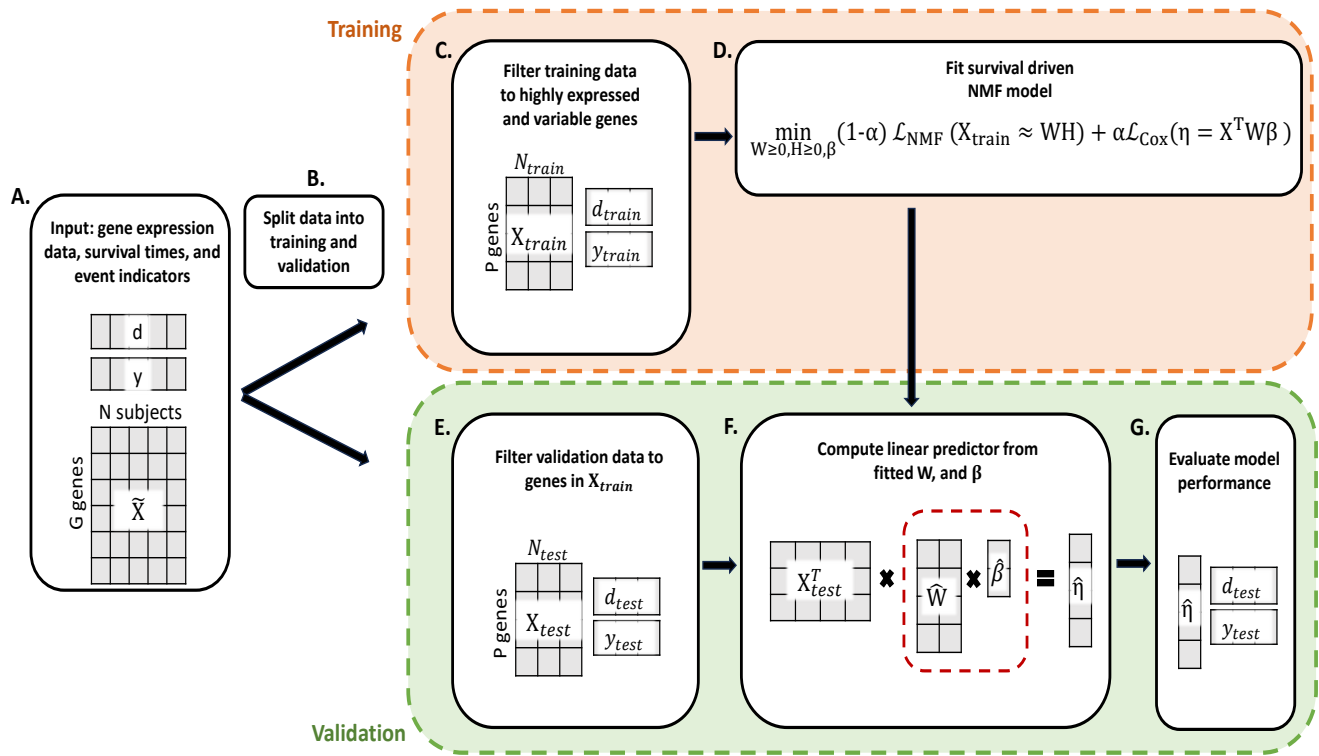 Training
A.
Input: gene expression
data, survival times, and
event indicators
d
y
N subjects
G genes
X̃
B.
Split data into
training and
validation
C.
Filter training data
to highly expressed
and variable genes
N_train
P genes
X_train
d_train
y_train
D.
Fit survival driven
NMF model
min (1-α) ℒ_NMF (X_train ≈ WH) + αℒ_Cox(η = X^T Wβ )
W≥0,H≥0,β
E.
Filter validation data to
genes in X_train
N_test
P genes
X_test
d_test
y_test
F.
Compute linear predictor from
fitted W, and β
X^T_test × Ŵ × β̂ = η̂
G.
Evaluate model
performance
η̂
d_test
y_test
Validation